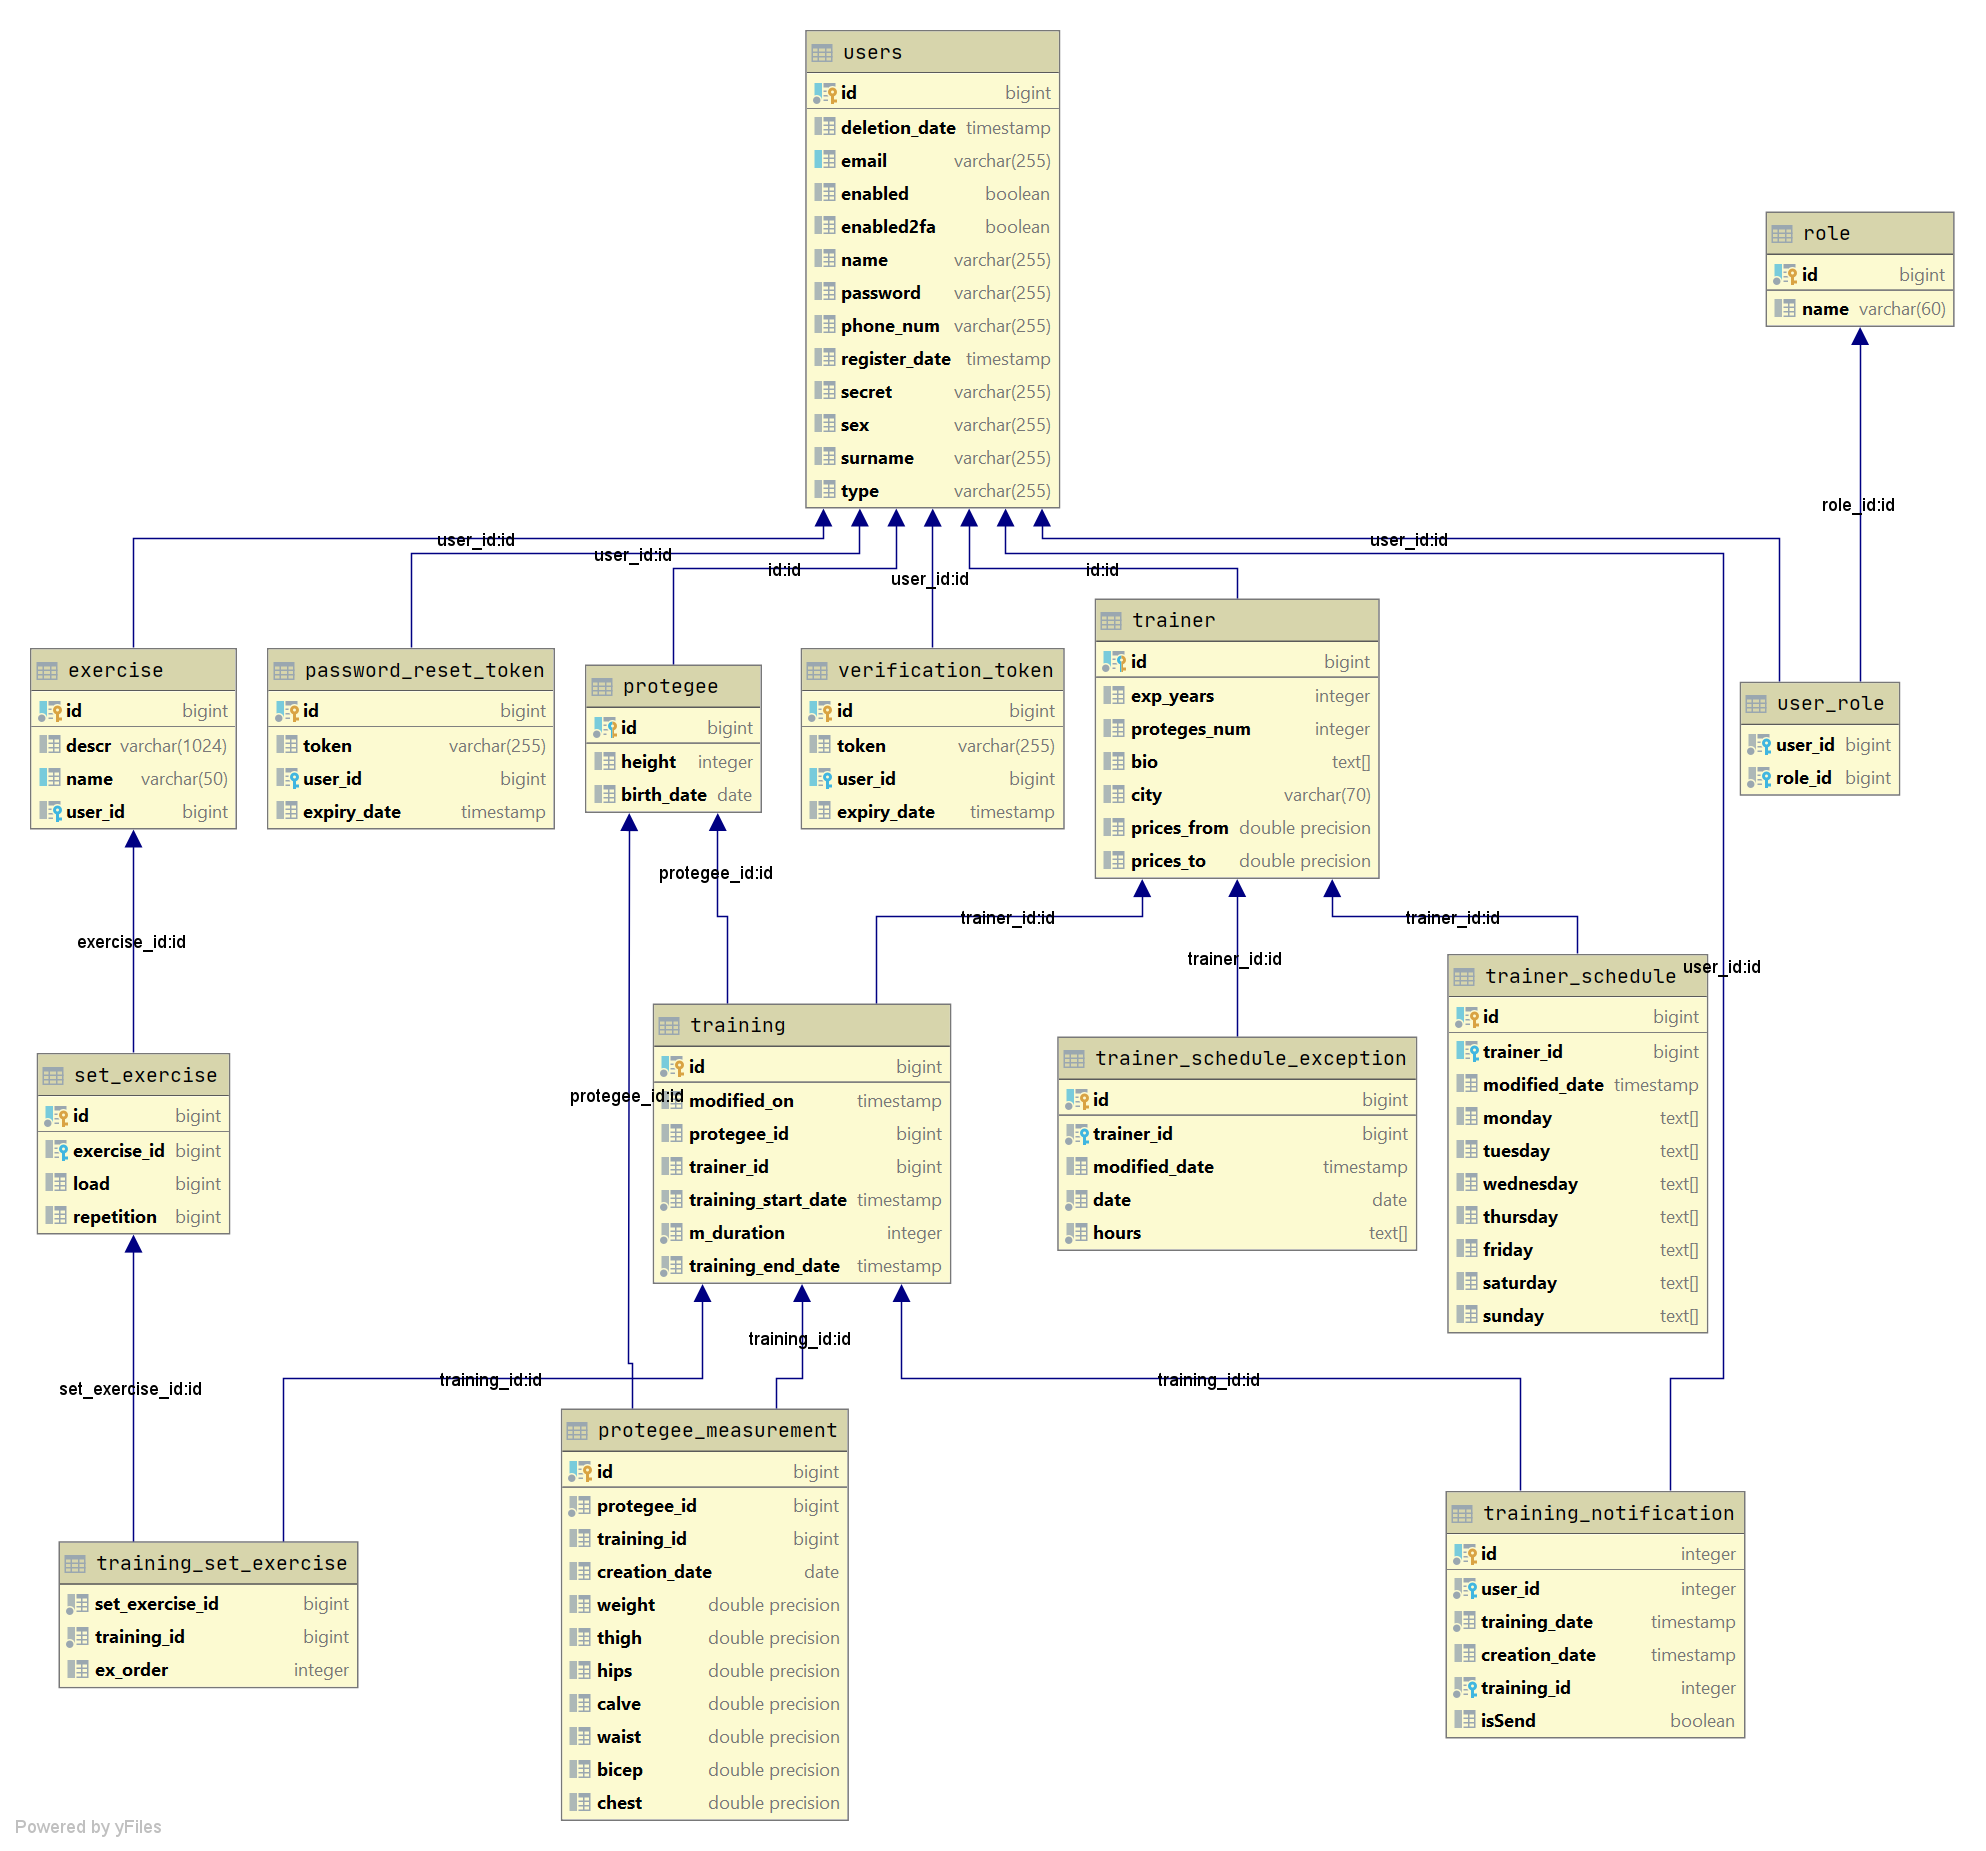 users
id bigint
deletion_date timestamp
email varchar(255)
enabled boolean
enabled2fa boolean
name varchar(255)
password varchar(255)
phone_num varchar(255)
register_date timestamp
secret varchar(255)
sex varchar(255)
surname varchar(255)
type varchar(255)
role
id bigint
name varchar(60)
role_id:id
user_id:id
user_id:id
id:id
user_id:id
id:id
user_id:id
exercise
id bigint
descr varchar(1024)
name varchar(50)
user_id bigint
password_reset_token
id bigint
token varchar(255)
user_id bigint
expiry_date timestamp
protegee
id bigint
height integer
birth_date date
verification_token
id bigint
token varchar(255)
user_id bigint
expiry_date timestamp
trainer
id bigint
exp_years integer
proteges_num integer
bio text[]
city varchar(70)
prices_from double precision
prices_to double precision
user_role
user_id bigint
role_id bigint
protegee_id:id
trainer_id:id
trainer_id:id
trainer_id:id
user_id:id
exercise_id:id
set_exercise
id bigint
exercise_id bigint
load bigint
repetition bigint
protegee_id:id
training
id bigint
modified_on timestamp
protegee_id bigint
trainer_id bigint
training_start_date timestamp
m_duration integer
training_end_date timestamp
trainer_schedule_exception
id bigint
trainer_id bigint
modified_date timestamp
date date
hours text[]
trainer_schedule
id bigint
trainer_id bigint
modified_date timestamp
monday text[]
tuesday text[]
wednesday text[]
thursday text[]
friday text[]
saturday text[]
sunday text[]
set_exercise_id:id
training_id:id
training_id:id
training_id:id
training_set_exercise
set_exercise_id bigint
training_id bigint
ex_order integer
protegee_measurement
id bigint
protegee_id bigint
training_id bigint
creation_date date
weight double precision
thigh double precision
hips double precision
calve double precision
waist double precision
bicep double precision
chest double precision
training_notification
id integer
user_id integer
training_date timestamp
creation_date timestamp
training_id integer
isSend boolean
Powered by yFiles